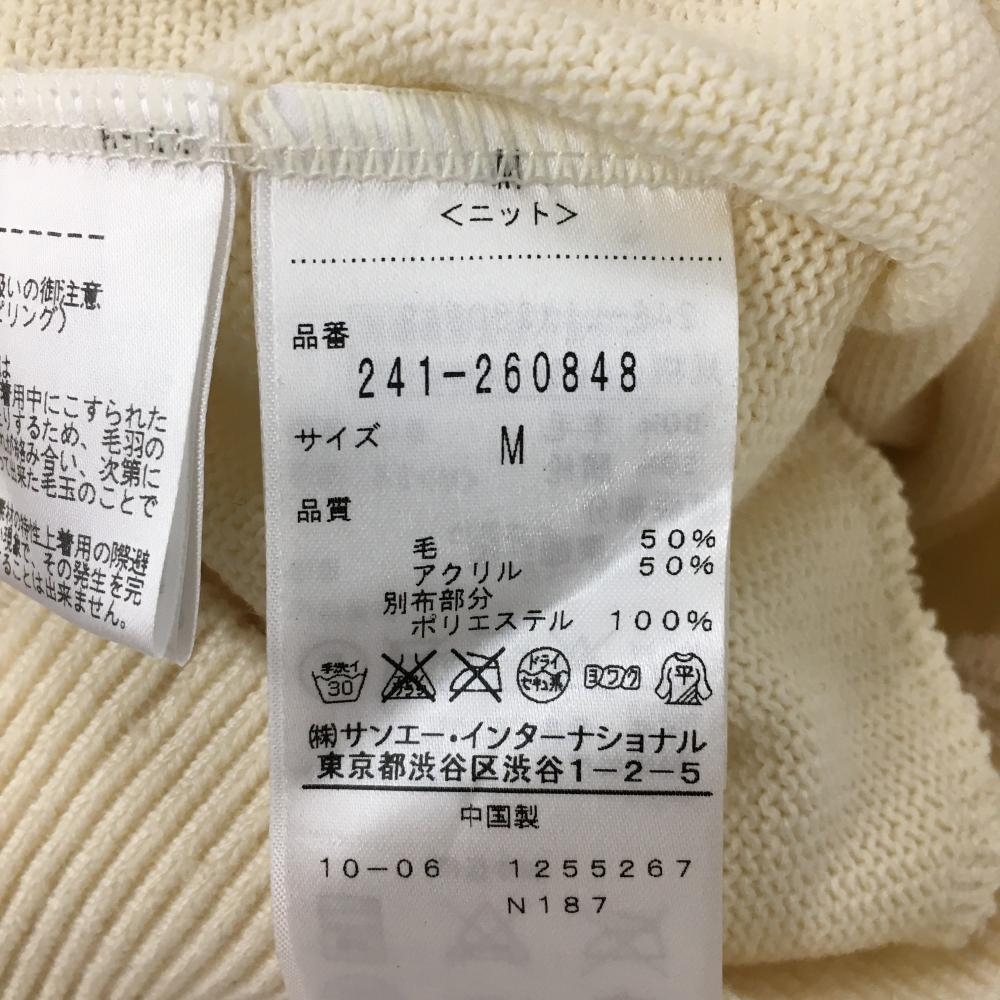 扱いの御注意
ピリング)
は
着用中にこすられた
たりするため、毛羽の
絡み合い、次第に
出来た毛玉のことで
素材の特性上着用の際避
現象で、その発生を完
ことは出来ません。
<ニット>
品番
241-260848
サイズ M
品質
毛 50%
アクリル 50%
別布部分
ポリエステル 100%
手洗イ 30 ドライ セキユ系 ヨワク 平
(株)サンエー・インターナショナル
東京都渋谷区渋谷1-2-5
中国製
10-06 1255267
N187